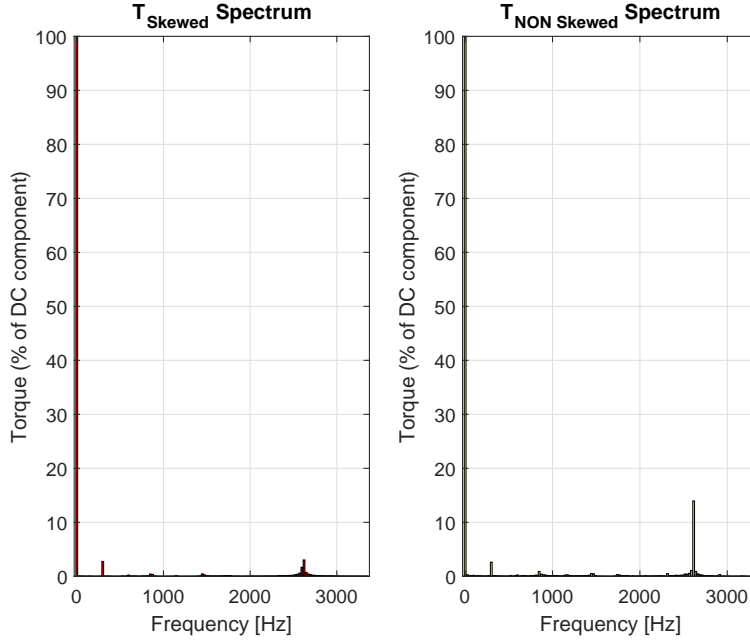 T_Skewed Spectrum
100
90
80
70
60
50
40
30
20
10
0
Torque (% of DC component)
0 1000 2000 3000
Frequency [Hz]
T_NON Skewed Spectrum
100
90
80
70
60
50
40
30
20
10
0
Torque (% of DC component)
0 1000 2000 3000
Frequency [Hz]